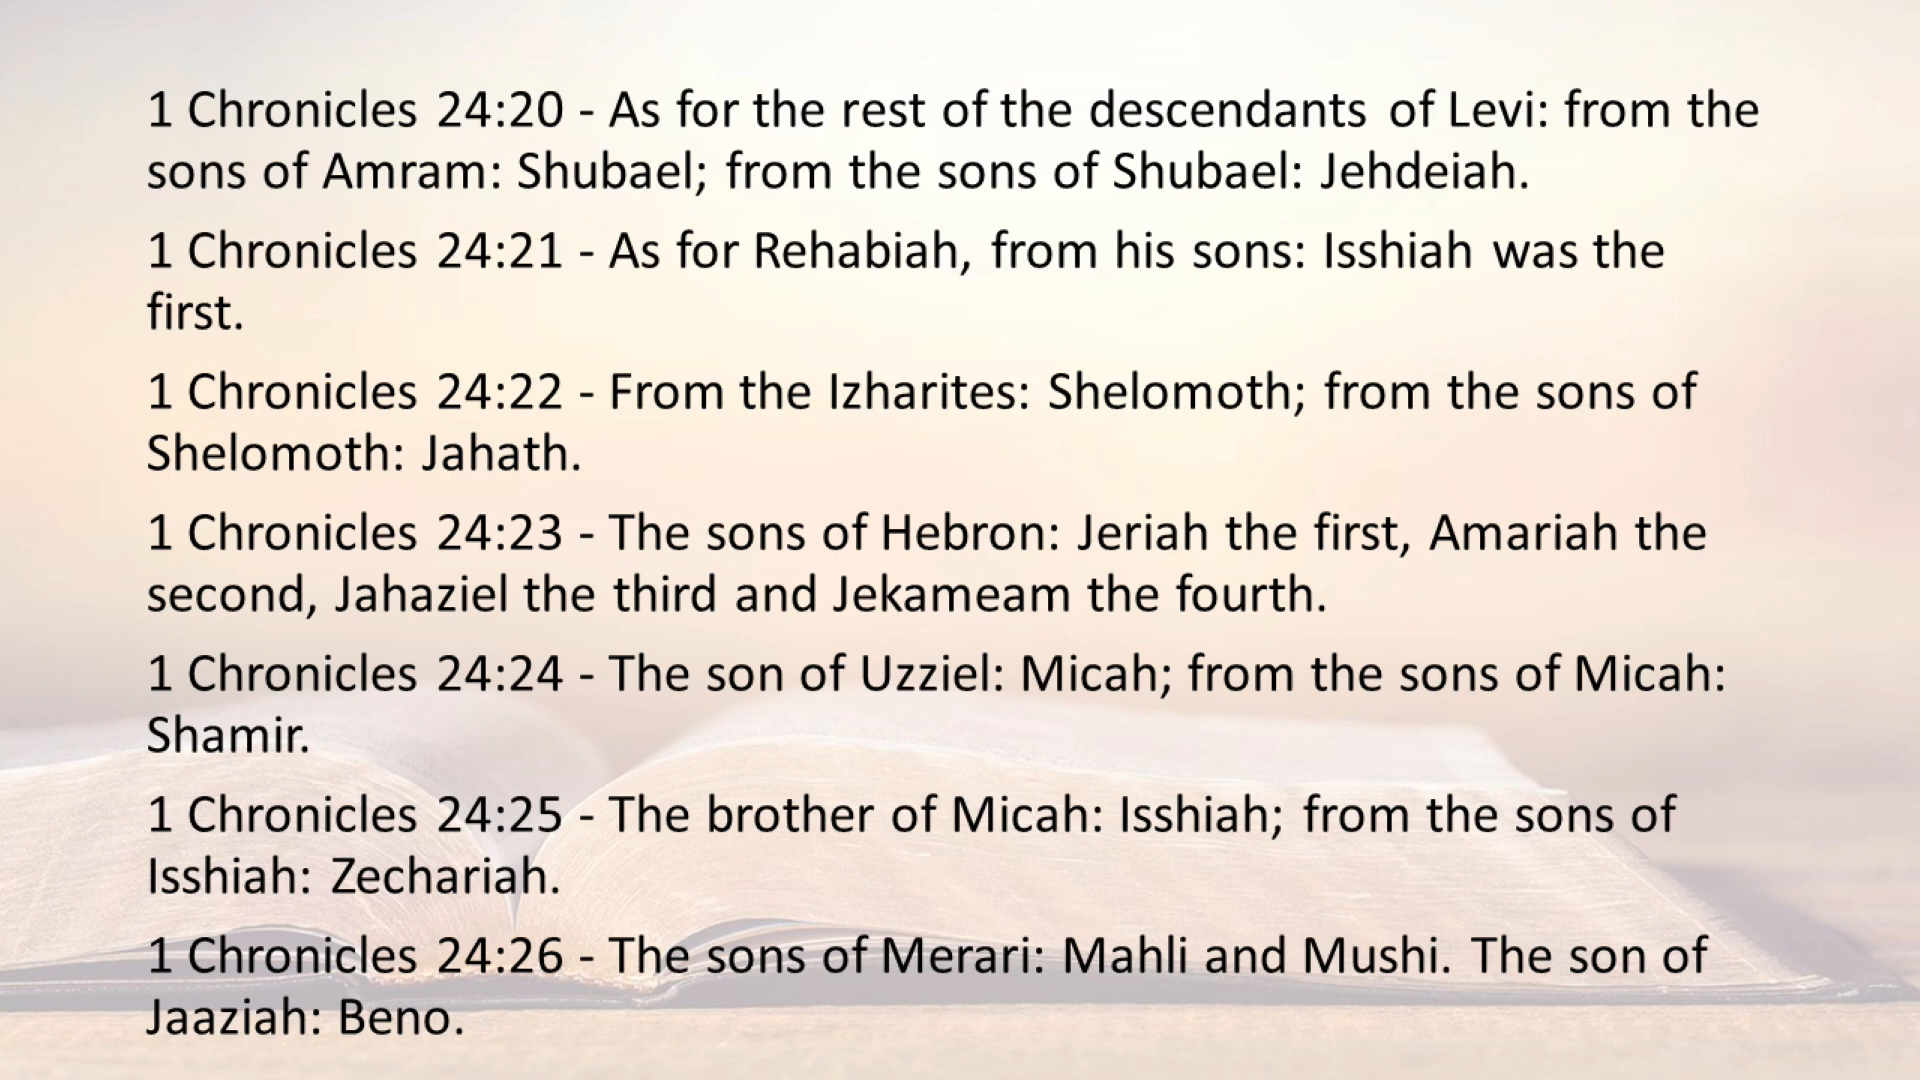 1 Chronicles 24:20 - As for the rest of the descendants of Levi: from the
sons of Amram: Shubael; from the sons of Shubael: Jehdeiah.
1 Chronicles 24:21 - As for Rehabiah, from his sons: Isshiah was the
first.
1 Chronicles 24:22 - From the Izharites: Shelomoth; from the sons of
Shelomoth: Jahath.
1 Chronicles 24:23 - The sons of Hebron: Jeriah the first, Amariah the
second, Jahaziel the third and Jekameam the fourth.
1 Chronicles 24:24 - The son of Uzziel: Micah; from the sons of Micah:
Shamir.
1 Chronicles 24:25 - The brother of Micah: Isshiah; from the sons of
Isshiah: Zechariah.
1 Chronicles 24:26 - The sons of Merari: Mahli and Mushi. The son of
Jaaziah: Beno.